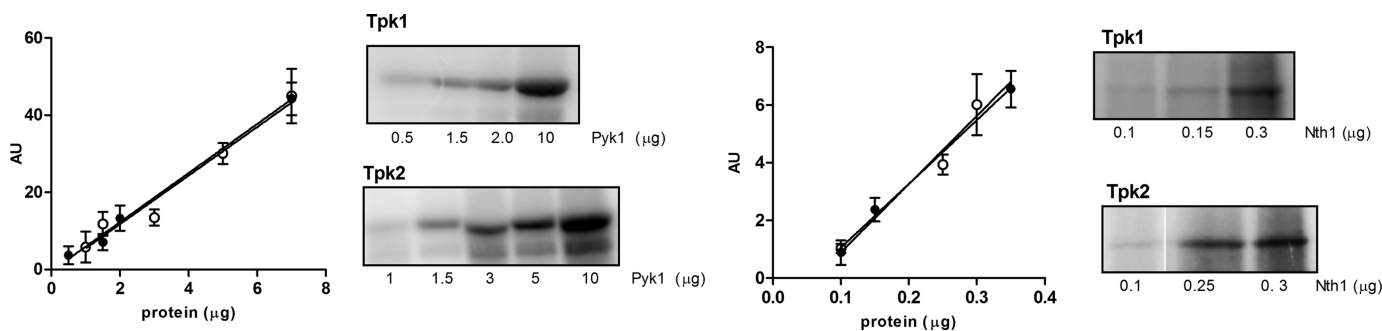 60
40
20
0
AU
0 2 4 6 8
protein (µg)
Tpk1
0.5 1.5 2.0 10 Pyk1 (µg)
Tpk2
1 1.5 3 5 10 Pyk1 (µg)
8
6
4
2
0
AU
0.0 0.1 0.2 0.3 0.4
protein (µg)
Tpk1
0.1 0.15 0.3 Nth1 (µg)
Tpk2
0.1 0.25 0. 3 Nth1 (µg)